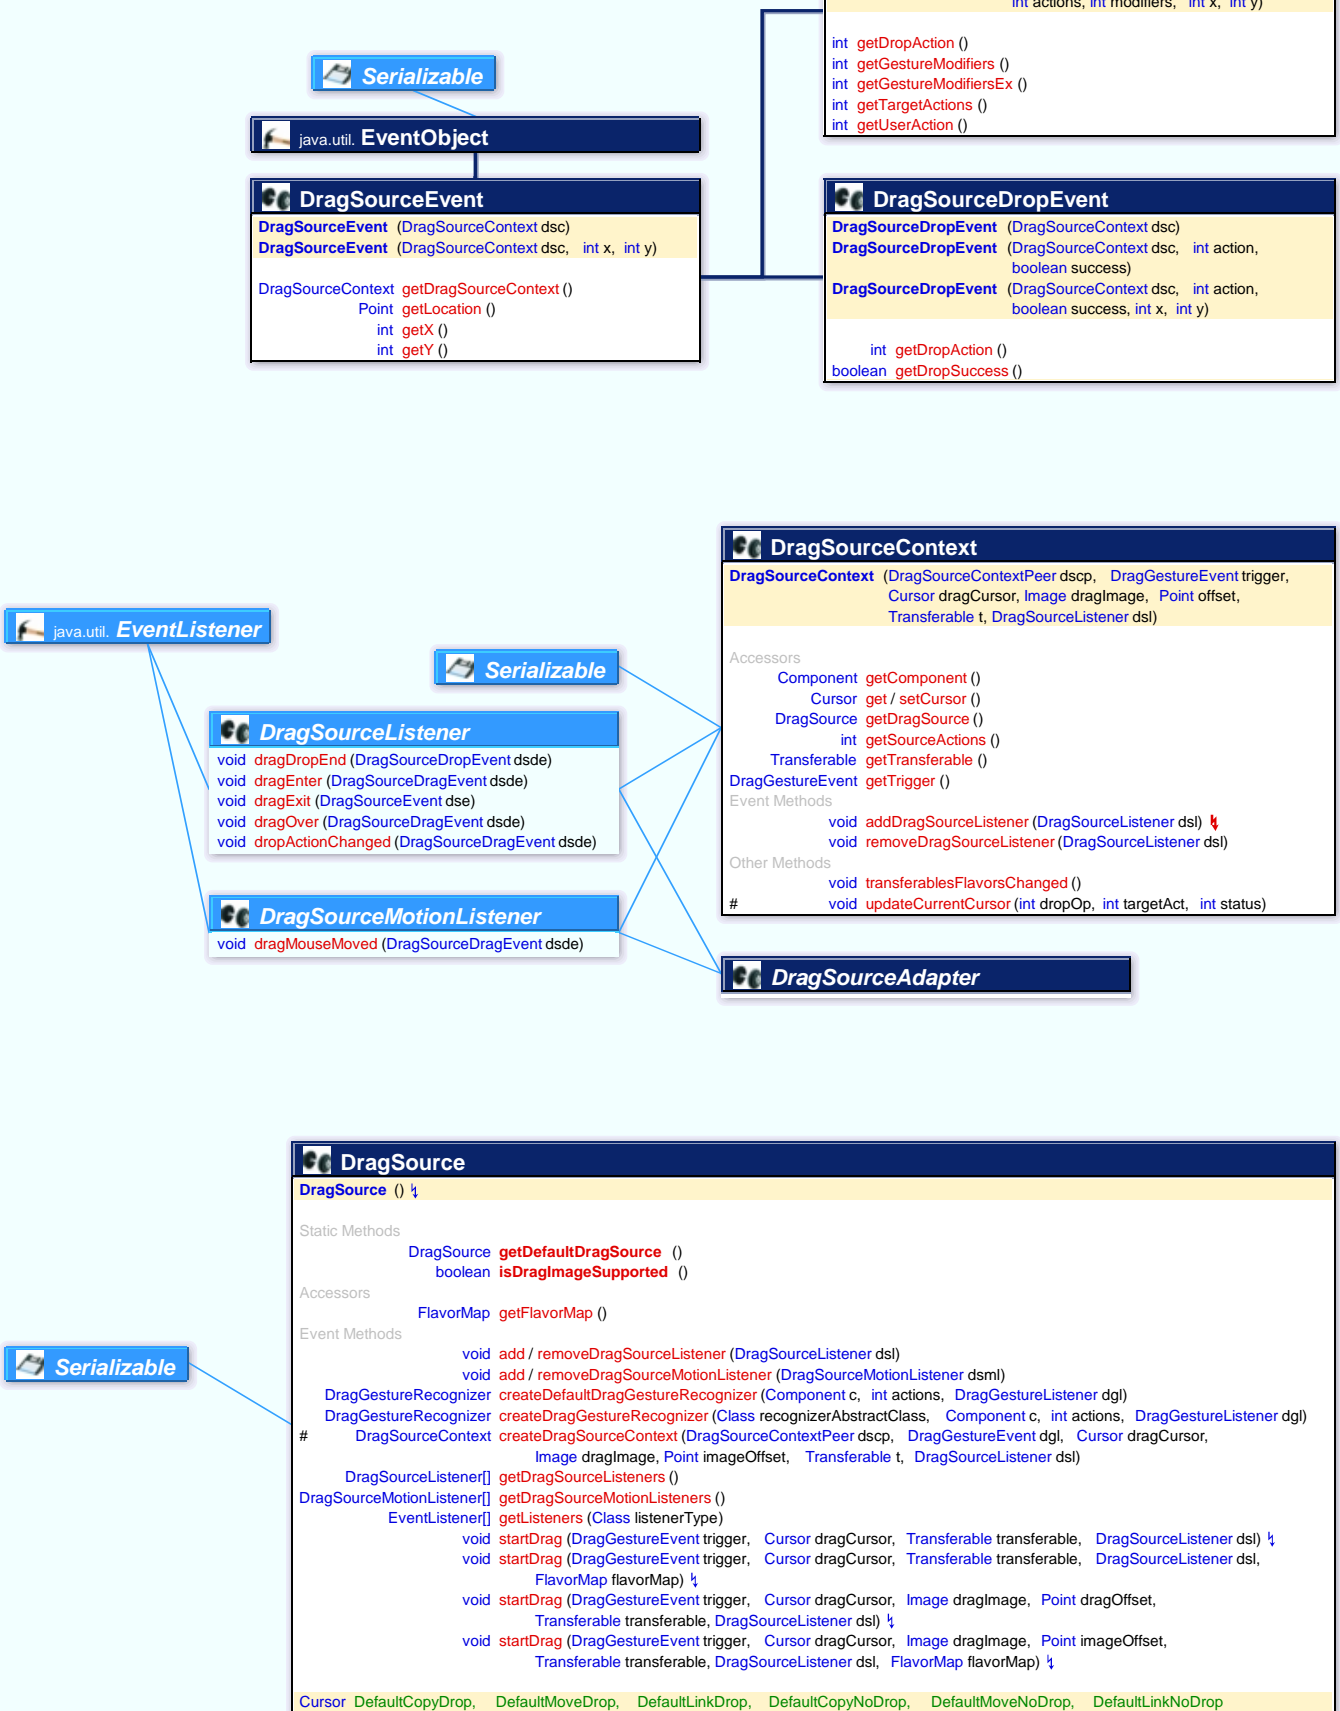 int actions, int modifiers, int x, int y)
int getDropAction ()
int getGestureModifiers ()
int getGestureModifiersEx ()
int getTargetActions ()
int getUserAction ()
Serializable
java.util. EventObject
DragSourceEvent
DragSourceEvent (DragSourceContext dsc)
DragSourceEvent (DragSourceContext dsc, int x, int y)
DragSourceContext getDragSourceContext ()
Point getLocation ()
int getX ()
int getY ()
DragSourceDropEvent
DragSourceDropEvent (DragSourceContext dsc)
DragSourceDropEvent (DragSourceContext dsc, int action,
boolean success)
DragSourceDropEvent (DragSourceContext dsc, int action,
boolean success, int x, int y)
int getDropAction ()
boolean getDropSuccess ()
DragSourceContext
DragSourceContext (DragSourceContextPeer dscp, DragGestureEvent trigger,
Cursor dragCursor, Image dragImage, Point offset,
Transferable t, DragSourceListener dsl)
Accessors
Component getComponent ()
Cursor get / setCursor ()
DragSource getDragSource ()
int getSourceActions ()
Transferable getTransferable ()
DragGestureEvent getTrigger ()
Event Methods
void addDragSourceListener (DragSourceListener dsl)
void removeDragSourceListener (DragSourceListener dsl)
Other Methods
void transferablesFlavorsChanged ()
# void updateCurrentCursor (int dropOp, int targetAct, int status)
java.util. EventListener
Serializable
DragSourceListener
void dragDropEnd (DragSourceDropEvent dsde)
void dragEnter (DragSourceDragEvent dsde)
void dragExit (DragSourceEvent dse)
void dragOver (DragSourceDragEvent dsde)
void dropActionChanged (DragSourceDragEvent dsde)
DragSourceMotionListener
void dragMouseMoved (DragSourceDragEvent dsde)
DragSourceAdapter
DragSource
DragSource ()
Static Methods
DragSource getDefaultDragSource ()
boolean isDragImageSupported ()
Accessors
FlavorMap getFlavorMap ()
Event Methods
void add / removeDragSourceListener (DragSourceListener dsl)
void add / removeDragSourceMotionListener (DragSourceMotionListener dsml)
DragGestureRecognizer createDefaultDragGestureRecognizer (Component c, int actions, DragGestureListener dgl)
DragGestureRecognizer createDragGestureRecognizer (Class recognizerAbstractClass, Component c, int actions, DragGestureListener dgl)
# DragSourceContext createDragSourceContext (DragSourceContextPeer dscp, DragGestureEvent dgl, Cursor dragCursor,
Image dragImage, Point imageOffset, Transferable t, DragSourceListener dsl)
DragSourceListener[] getDragSourceListeners ()
DragSourceMotionListener[] getDragSourceMotionListeners ()
EventListener[] getListeners (Class listenerType)
void startDrag (DragGestureEvent trigger, Cursor dragCursor, Transferable transferable, DragSourceListener dsl)
void startDrag (DragGestureEvent trigger, Cursor dragCursor, Transferable transferable, DragSourceListener dsl,
FlavorMap flavorMap)
void startDrag (DragGestureEvent trigger, Cursor dragCursor, Image dragImage, Point dragOffset,
Transferable transferable, DragSourceListener dsl)
void startDrag (DragGestureEvent trigger, Cursor dragCursor, Image dragImage, Point imageOffset,
Transferable transferable, DragSourceListener dsl, FlavorMap flavorMap)
Cursor DefaultCopyDrop, DefaultMoveDrop, DefaultLinkDrop, DefaultCopyNoDrop, DefaultMoveNoDrop, DefaultLinkNoDrop
Serializable